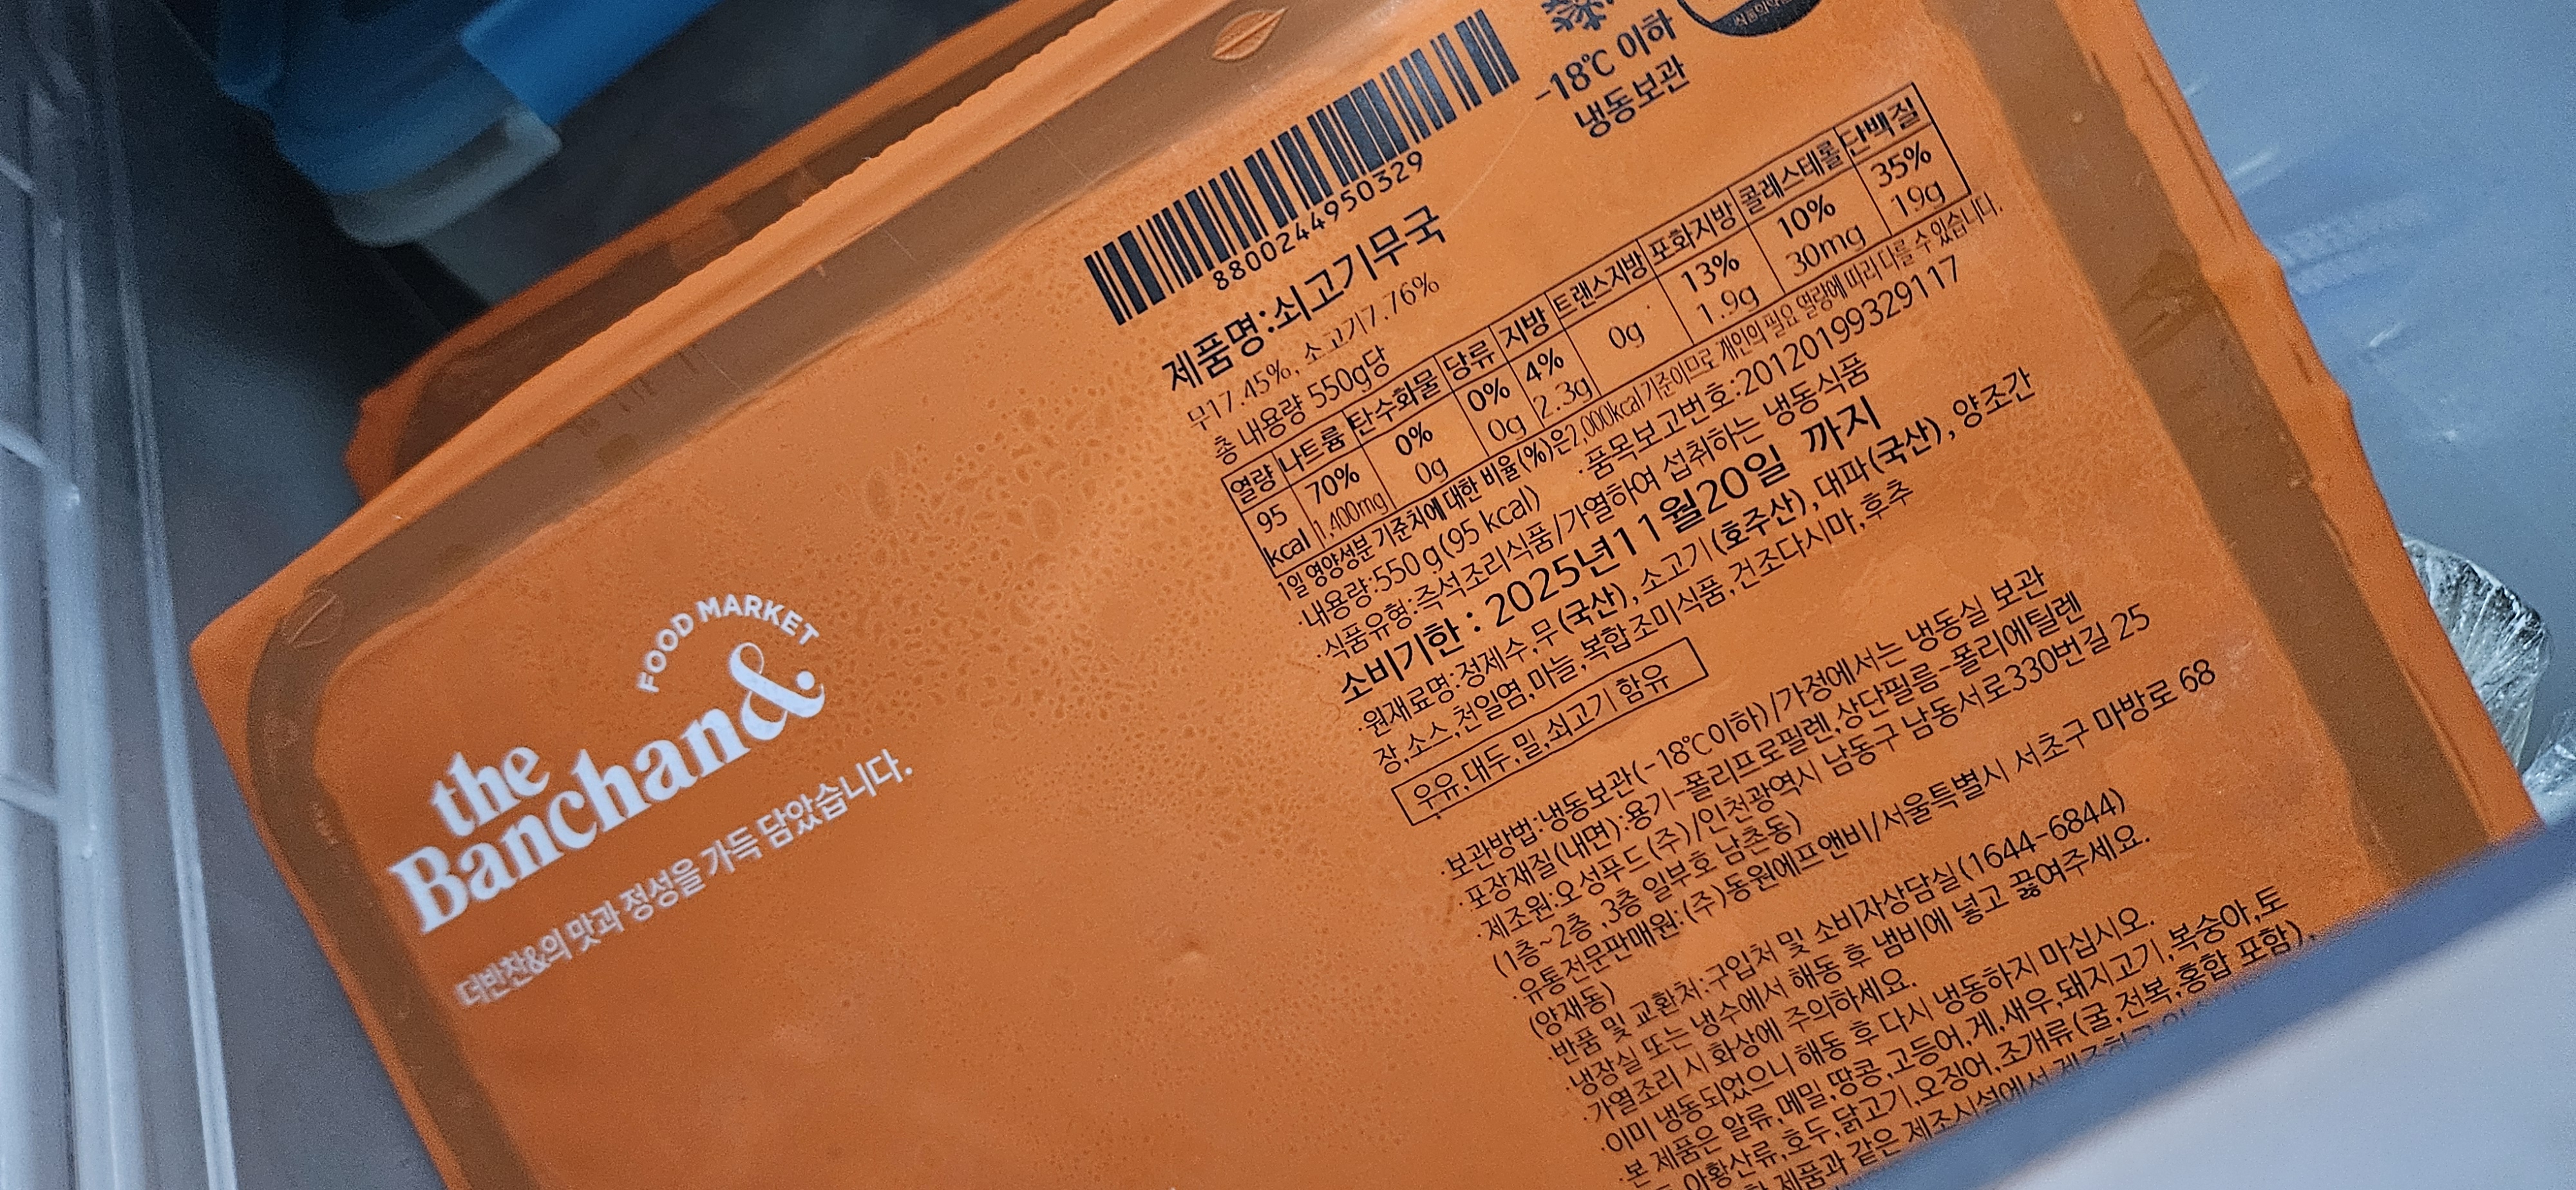 FOOD MARKET
the
Banchan&
더반찬&의 맛과 정성을 가득 담았습니다.
-18℃ 이하
냉동보관
8800244950329
제품명:쇠고기무국
무17.45%, 소고기7.76%
총 내용량 550g당
열량 나트륨 탄수화물 당류 지방 트랜스지방 포화지방 콜레스테롤 단백질
95 kcal 70% 1,400mg 0% 0g 0% 0g 4% 2.3g 0g 13% 1.9g 10% 30mg 35% 19g
1일 영양성분 기준치에 대한 비율(%)은2,000kcal 기준이므로 개인의 필요 열량에 따라 다를 수 있습니다.
·내용량:550g(95 kcal) ·품목보고번호:20120199329117
·식품유형:즉석조리식품/가열하여 섭취하는 냉동식품
소비기한 : 2025년11월20일 까지
·원재료명:정제수,무(국산), 소고기(호주산), 대파(국산), 양조간
장,소스,천일염,마늘,복합조미식품,건조다시마,후추
우유,대두,밀,쇠고기 함유
·보관방법:냉동보관(-18℃이하)/가정에서는 냉동실 보관
·포장재질(내면):용기-폴리프로필렌,상단필름-폴리에틸렌
·제조원:오성푸드(주)/인천광역시 남동구 남동서로330번길 25
(1층~2층 ,3층 일부호 남촌동)
·유통전문판매원:(주)동원에프앤비/서울특별시 서초구 마방로 68
(양재동)
·반품 및 교환처:구입처 및 소비자상담실(1644-6844)
·냉장실 또는 냉수에서 해동 후 냄비에 넣고 끓여주세요.
·가열조리 시 화상에 주의하세요.
·이미 냉동되었으니 해동 후 다시 냉동하지 마십시오.
·본 제품은 알류,메밀,땅콩,고등어,게,새우,돼지고기,복숭아,토
아황산류,호두,닭고기,오징어,조개류(굴,전복,홍합 포함),
제품과 같은 제조시설에서